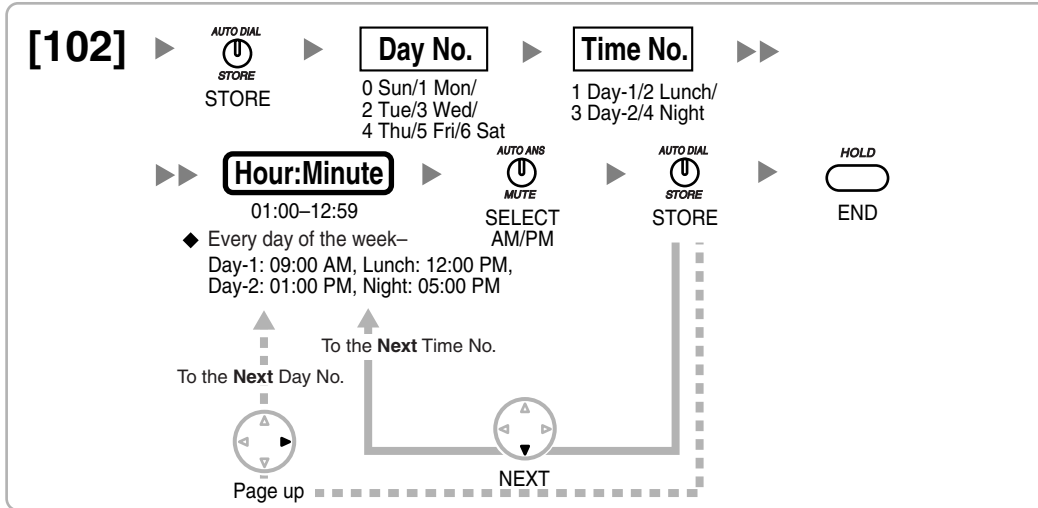 [102]
AUTO DIAL
STORE
STORE
Day No.
0 Sun/1 Mon/
2 Tue/3 Wed/
4 Thu/5 Fri/6 Sat
Time No.
1 Day-1/2 Lunch/
3 Day-2/4 Night
Hour:Minute
01:00–12:59
◆ Every day of the week–
Day-1: 09:00 AM, Lunch: 12:00 PM,
Day-2: 01:00 PM, Night: 05:00 PM
AUTO ANS
MUTE
SELECT
AM/PM
AUTO DIAL
STORE
STORE
HOLD
END
To the Next Time No.
To the Next Day No.
Page up
NEXT